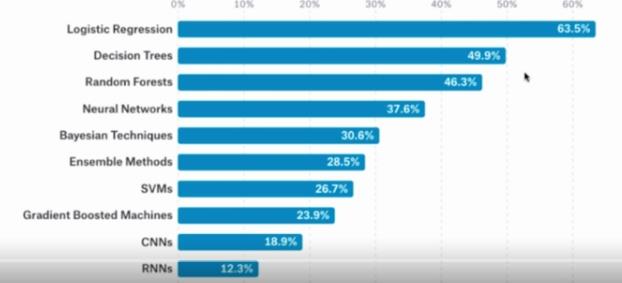 0% 10% 20% 30% 40% 50% 60%
Logistic Regression 63.5%
Decision Trees 49.9%
Random Forests 46.3%
Neural Networks 37.6%
Bayesian Techniques 30.6%
Ensemble Methods 28.5%
SVMs 26.7%
Gradient Boosted Machines 23.9%
CNNs 18.9%
RNNs 12.3%